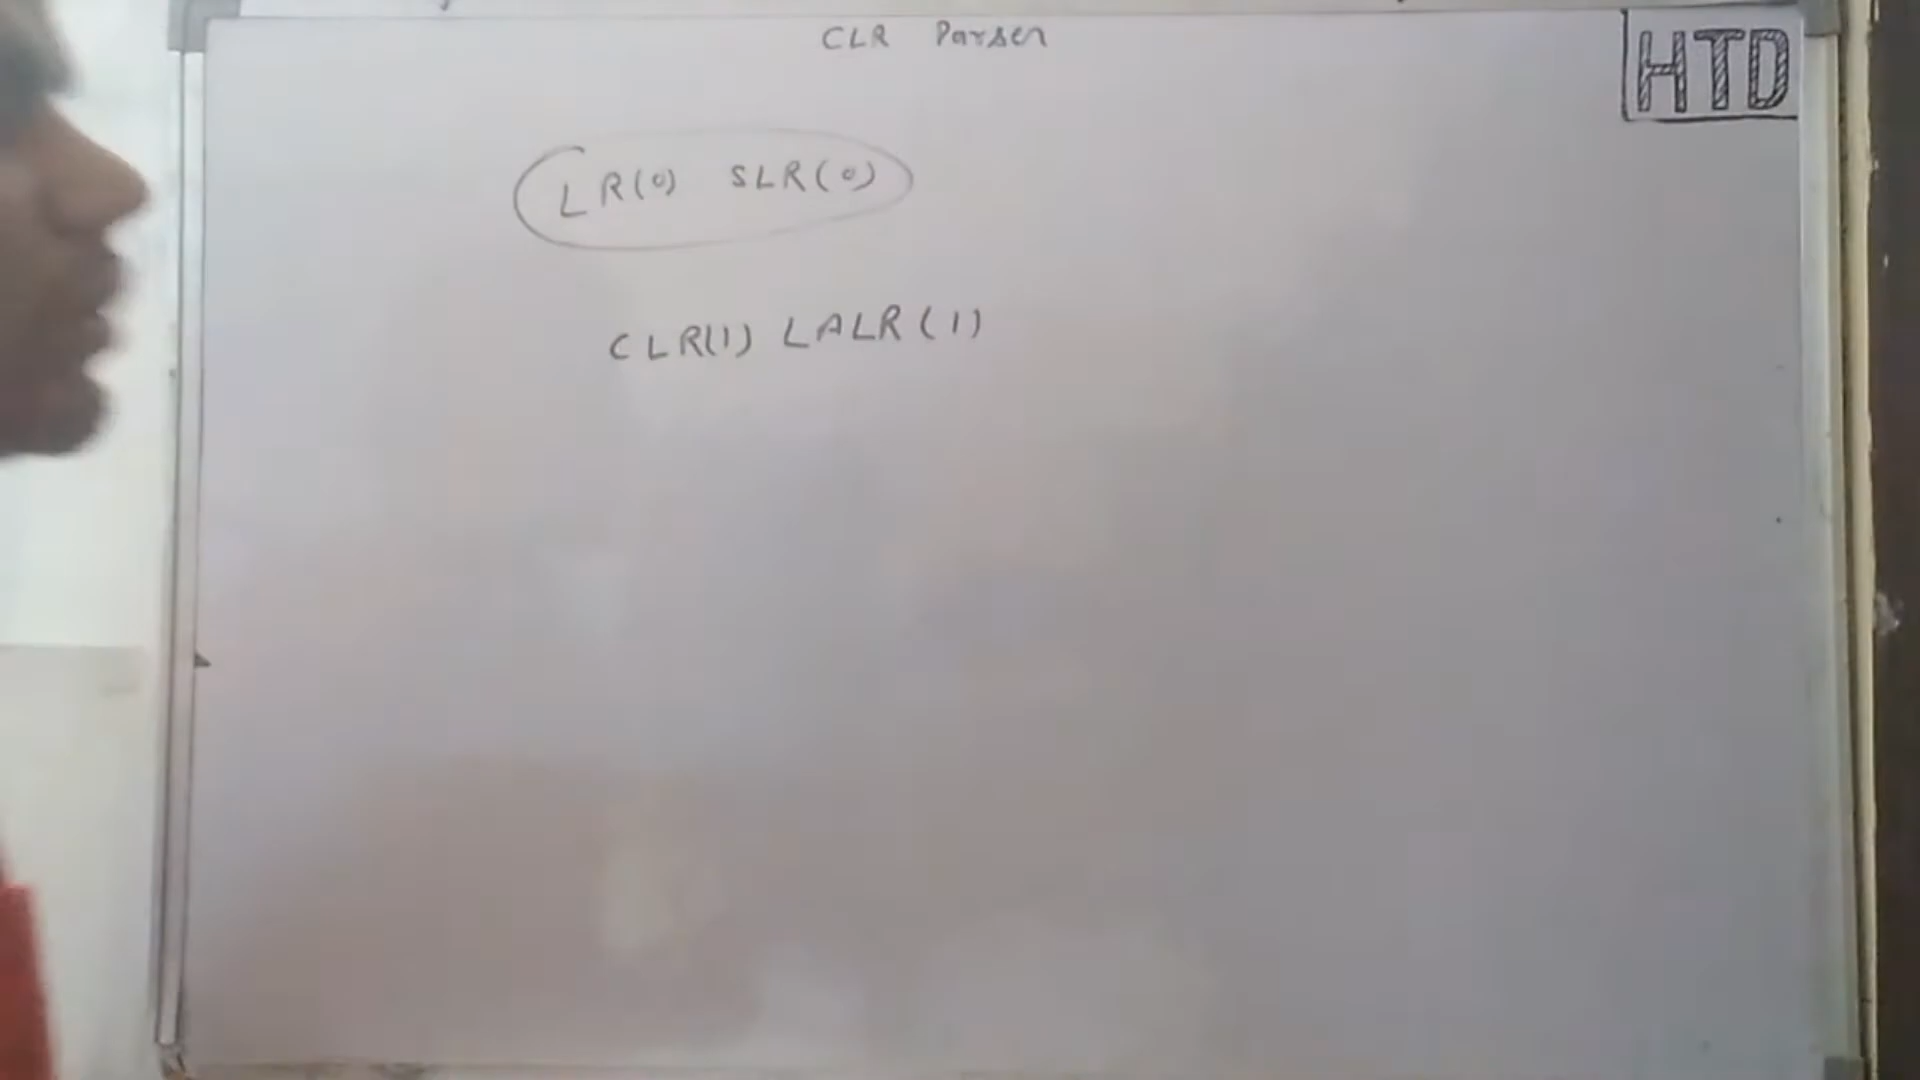 CLR Parser
HTD
LR(0) SLR(0)
CLR(1) LALR(1)